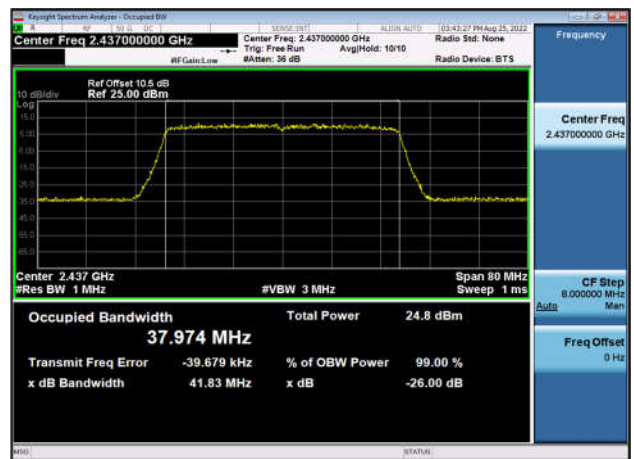 Keysight Spectrum Analyzer - Occupied BW
R RF 50 Ω DC SENSE:INT ALIGN AUTO 03:43:27 PM Aug 25, 2022
Center Freq 2.437000000 GHz Center Freq: 2.437000000 GHz Radio Std: None Frequency
Trig: Free Run Avg|Hold: 10/10
#IFGain:Low #Atten: 36 dB Radio Device: BTS
Ref Offset 10.5 dB
10 dB/div Ref 25.00 dBm
Log
15.0
5.00
-5.00
-15.0
-25.0
-35.0
-45.0
-55.0
-65.0
Center Freq
2.437000000 GHz
Center 2.437 GHz Span 80 MHz
#Res BW 1 MHz #VBW 3 MHz Sweep 1 ms
CF Step
8.000000 MHz
Auto Man
Occupied Bandwidth Total Power 24.8 dBm
37.974 MHz
Freq Offset
0 Hz
Transmit Freq Error -39.679 kHz % of OBW Power 99.00 %
x dB Bandwidth 41.83 MHz x dB -26.00 dB
MSG STATUS